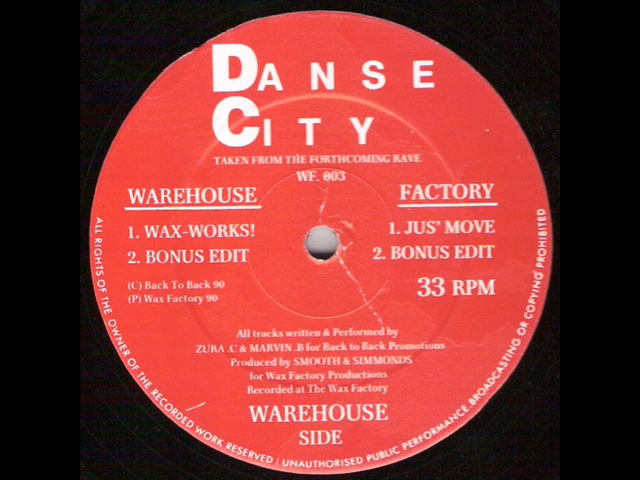 DANSE
CITY
TAKEN FROM THE FORTHCOMING RAVE
WF. 003
WAREHOUSE
1. WAX-WORKS!
2. BONUS EDIT
(C) Back To Back 90
(P) Wax Factory 90
FACTORY
1. JUS' MOVE
2. BONUS EDIT
33 RPM
All tracks written & Performed by
ZURA .C & MARVIN .B for Back to Back Promotions
Produced by SMOOTH & SIMMONDS
for Wax Factory Productions
Recorded at The Wax Factory
WAREHOUSE
SIDE
ALL RIGHTS OF THE OWNER OF THE RECORDED WORK RESERVED / UNAUTHORISED PUBLIC PERFORMANCE. BROADCASTING OR COPYING PROHIBITED